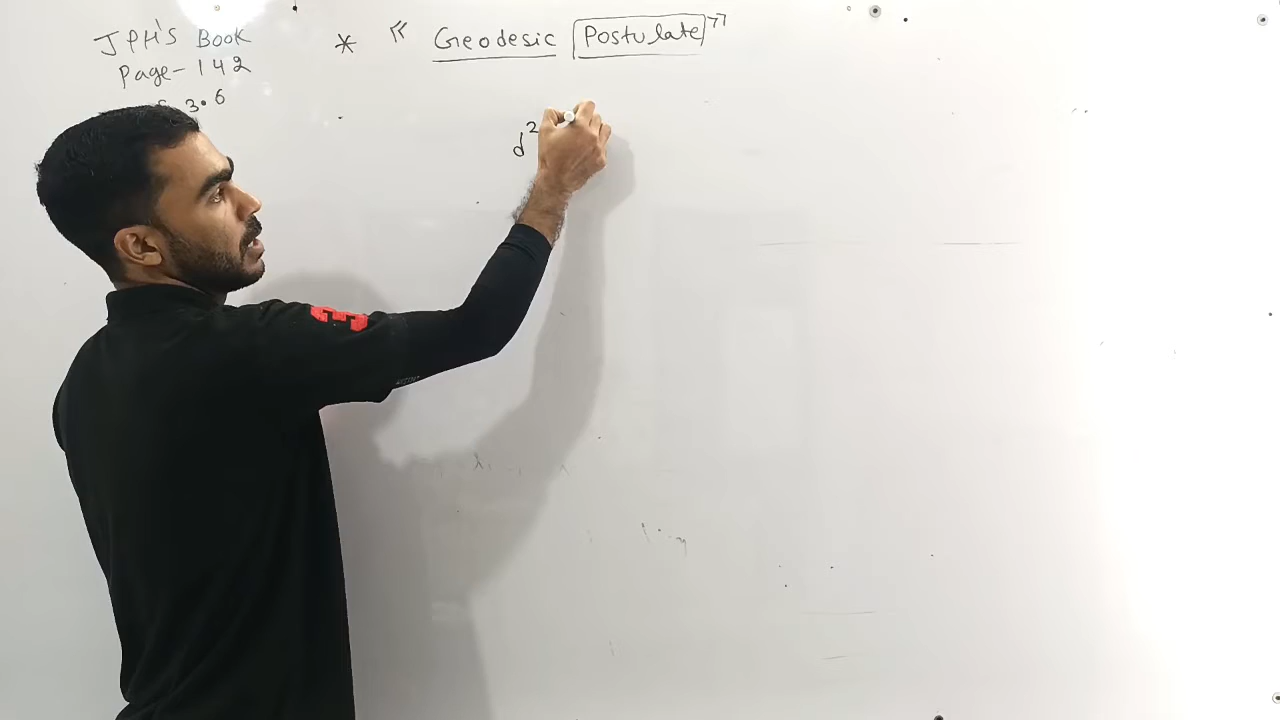 JPH's Book
Page-142
3.6
* "Geodesic Postulate"
d²